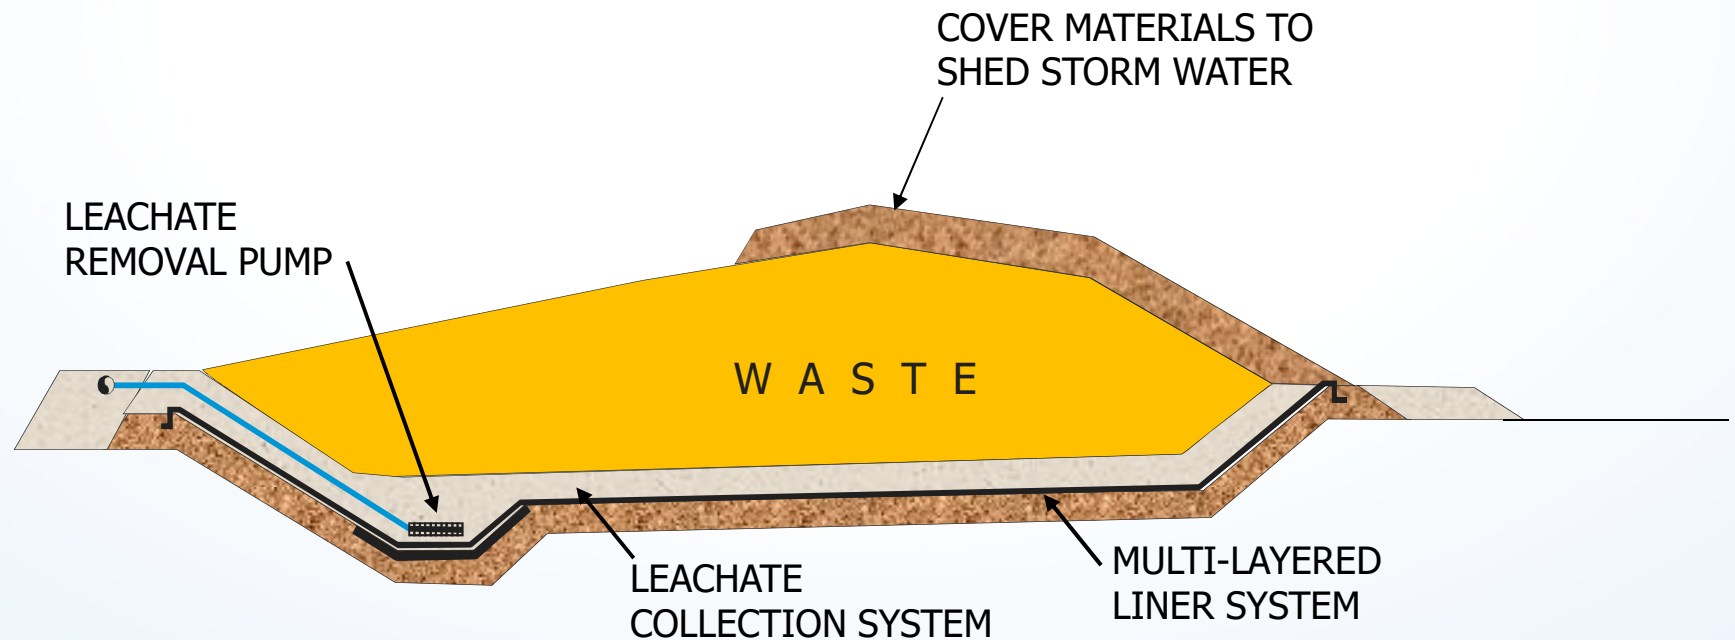 COVER MATERIALS TO
SHED STORM WATER
LEACHATE
REMOVAL PUMP
W A S T E
LEACHATE
COLLECTION SYSTEM
MULTI-LAYERED
LINER SYSTEM